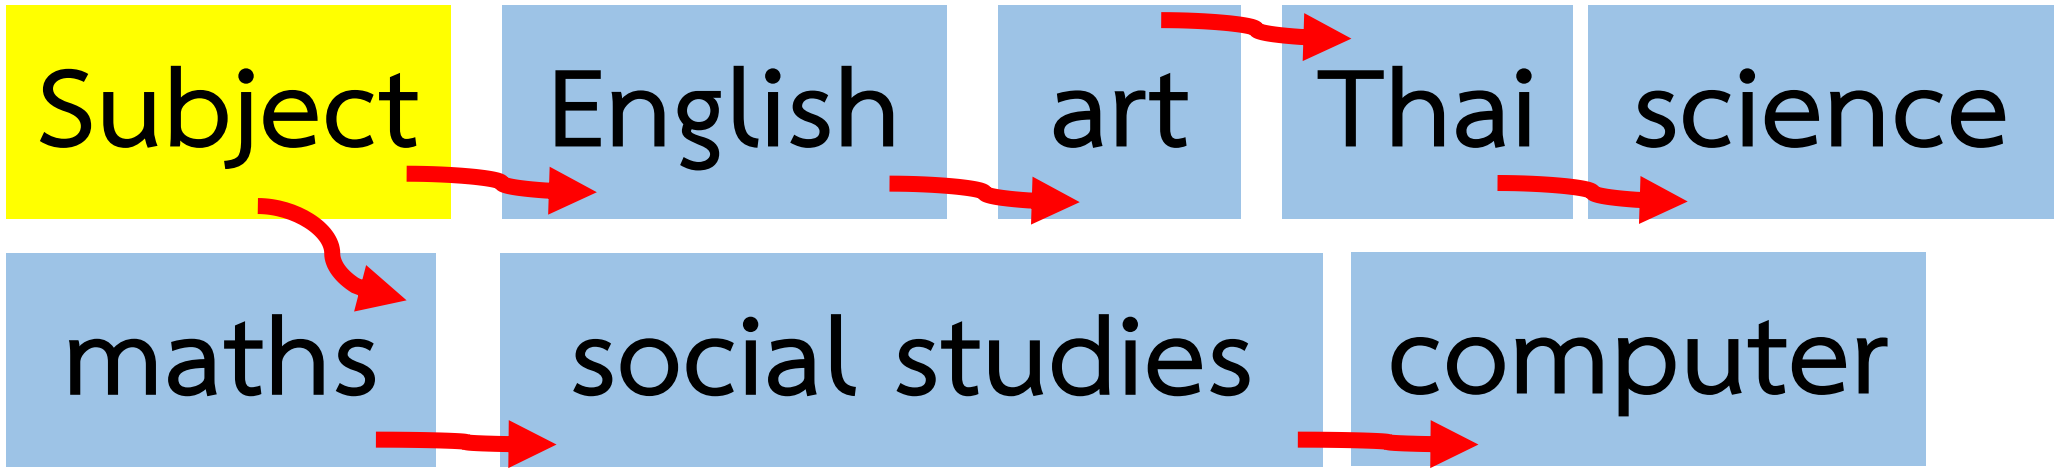 Subject English art Thai science
maths social studies computer